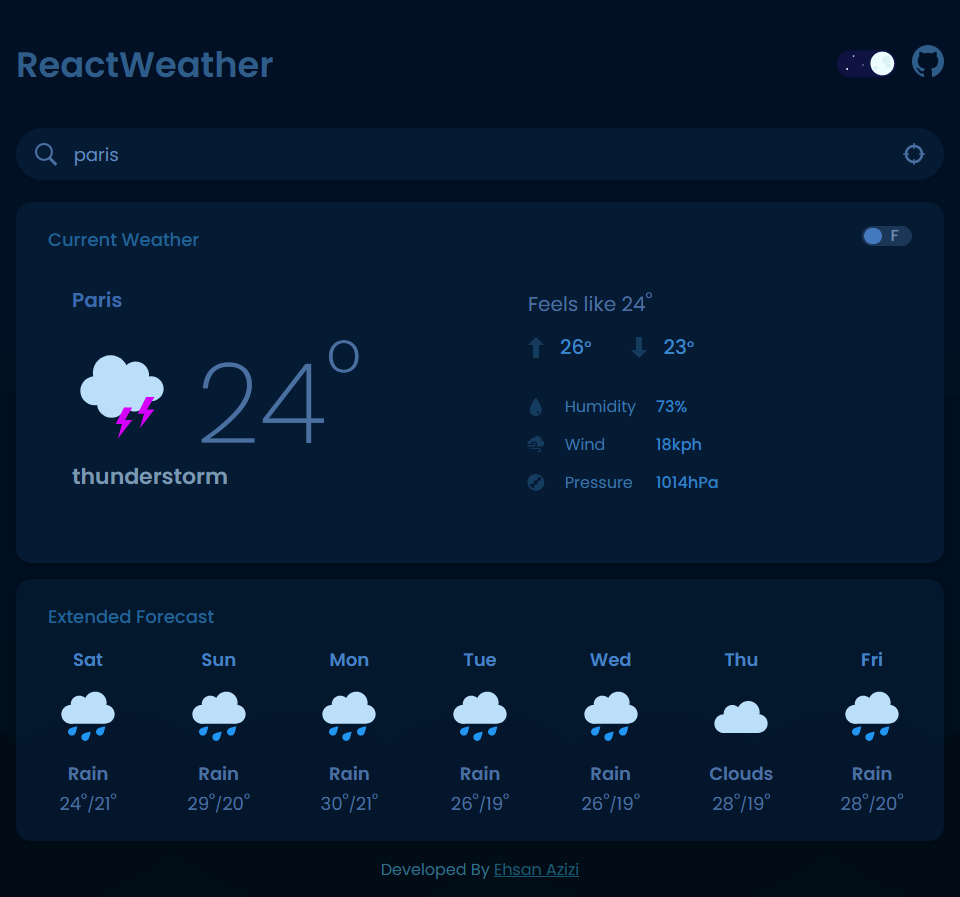 ReactWeather
paris
Current Weather
F
Paris
24°
thunderstorm
Feels like 24°
26° 23°
Humidity 73%
Wind 18kph
Pressure 1014hPa
Extended Forecast
Sat Sun Mon Tue Wed Thu Fri
Rain Rain Rain Rain Rain Clouds Rain
24°/21° 29°/20° 30°/21° 26°/19° 26°/19° 28°/19° 28°/20°
Developed By Ehsan Azizi